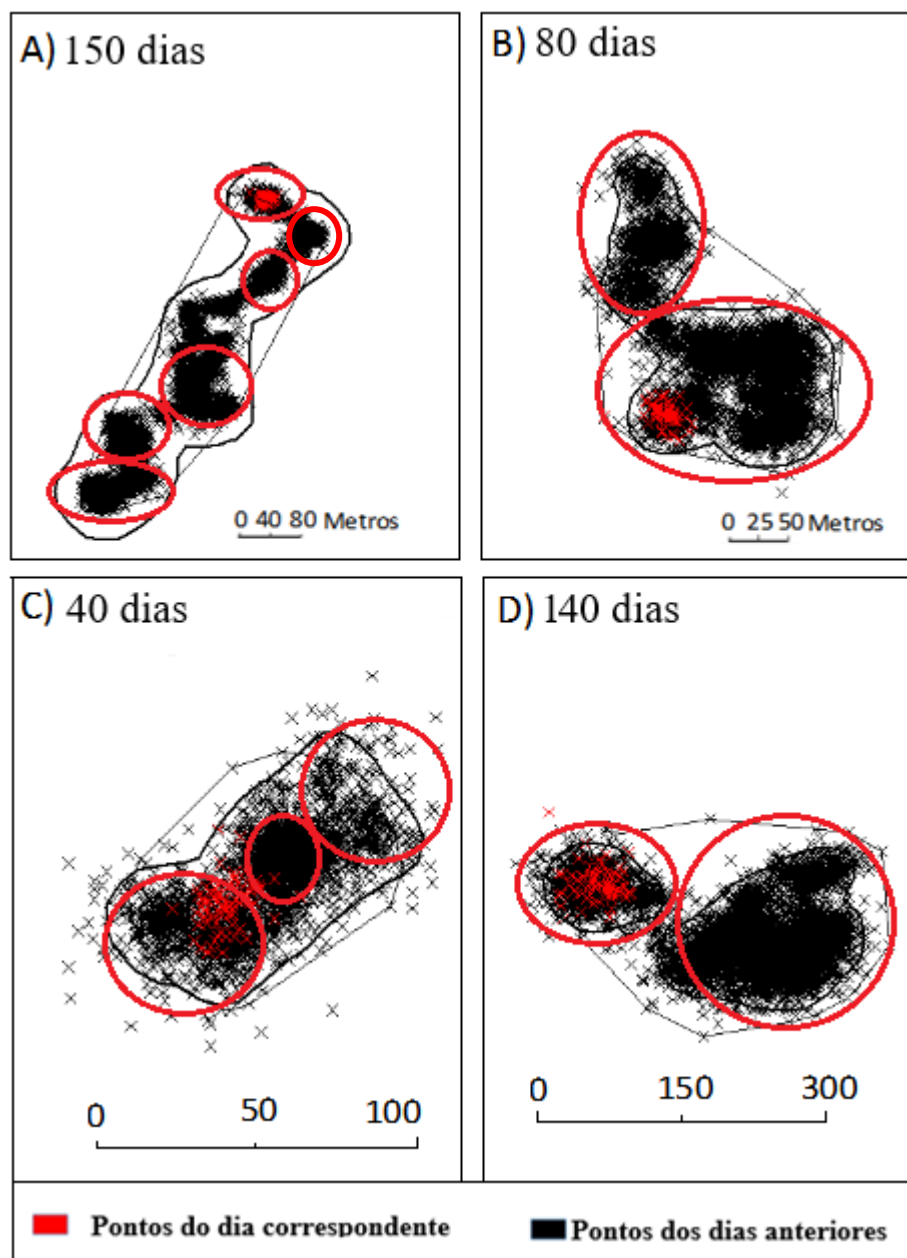 A) 150 dias
B) 80 dias
0 40 80 Metros
0 25 50 Metros
C) 40 dias
D) 140 dias
0 50 100
0 150 300
Pontos do dia correspondente
Pontos dos dias anteriores